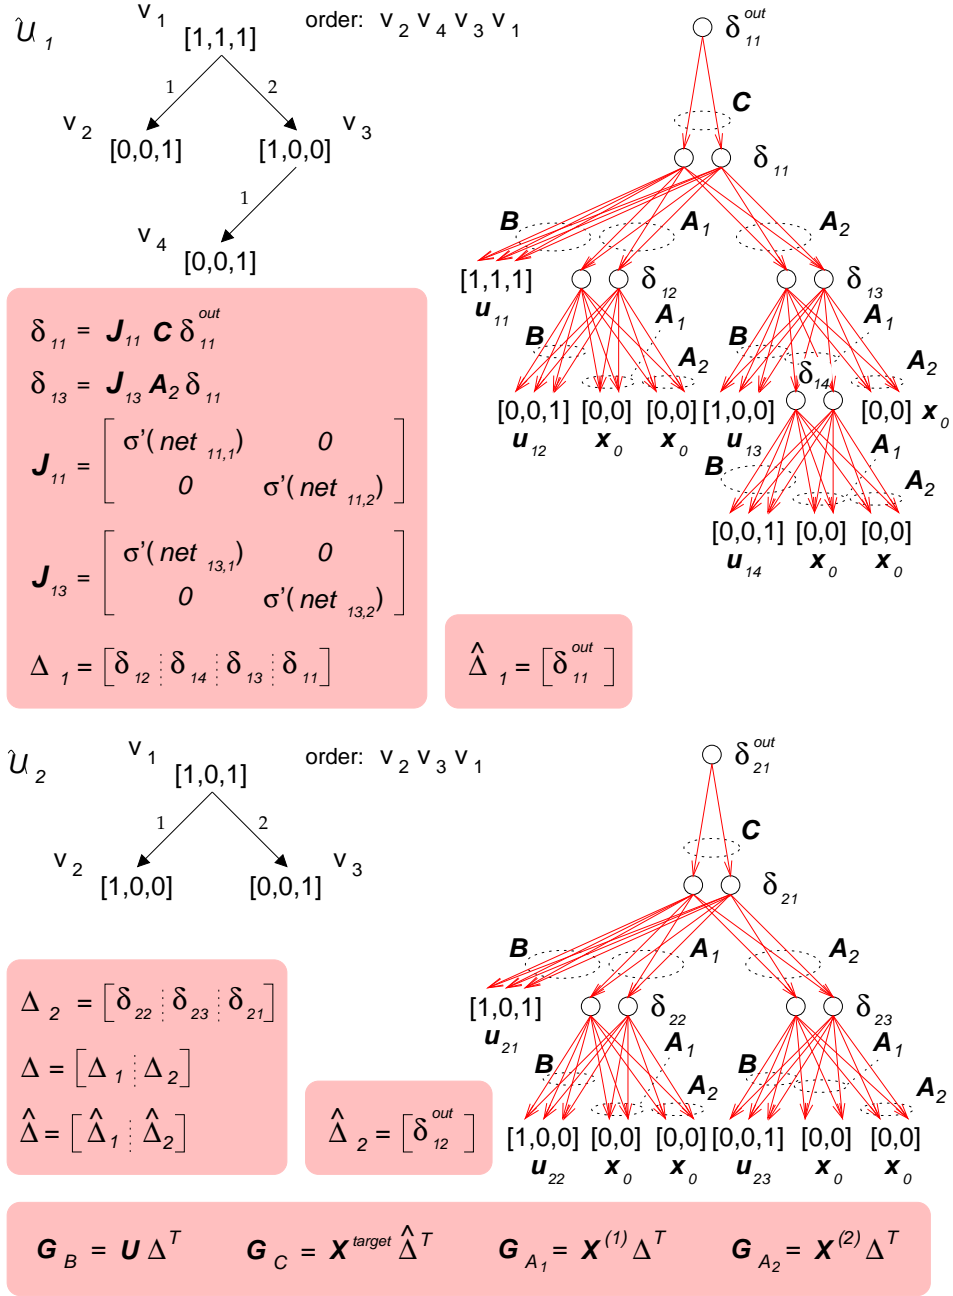 𝒰̂ 1
v 1
order: v 2 v 4 v 3 v 1
[1,1,1]
1 2
v 2 v 3
[0,0,1] [1,0,0]
1
v 4
[0,0,1]
δ 11 out
C
δ 11
B A 1 A 2
[1,1,1]
u 11
δ 12 δ 13
B A 1 B A 1
A 2 δ 14 A 2
[0,0,1] [0,0] [0,0] [1,0,0] [0,0] x 0
u 12 x 0 x 0 u 13
B A 1
A 2
[0,0,1] [0,0] [0,0]
u 14 x 0 x 0
δ 11 = J 11 C δ 11 out
δ 13 = J 13 A 2 δ 11
J 11 = [ σ'( net 11,1 ) 0
0 σ'( net 11,2 ) ]
J 13 = [ σ'( net 13,1 ) 0
0 σ'( net 13,2 ) ]
Δ 1 = [ δ 12 ⋮ δ 14 ⋮ δ 13 ⋮ δ 11 ]
Δ̂ 1 = [ δ 11 out ]
𝒰̂ 2
v 1
order: v 2 v 3 v 1
[1,0,1]
1 2
v 2 v 3
[1,0,0] [0,0,1]
δ 21 out
C
δ 21
B A 1 A 2
[1,0,1]
u 21
δ 22 δ 23
B A 1 B A 1
A 2 A 2
[1,0,0] [0,0] [0,0] [0,0,1] [0,0] [0,0]
u 22 x 0 x 0 u 23 x 0 x 0
Δ 2 = [ δ 22 ⋮ δ 23 ⋮ δ 21 ]
Δ = [ Δ 1 ⋮ Δ 2 ]
Δ̂ = [ Δ̂ 1 ⋮ Δ̂ 2 ]
Δ̂ 2 = [ δ 12 out ]
G B = U Δ T G C = X target Δ̂ T G A 1 = X (1) Δ T G A 2 = X (2) Δ T